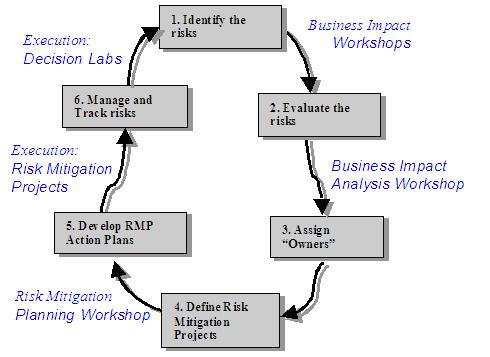 1. Identify the
risks
Business Impact
Workshops
2. Evaluate the
risks
Business Impact
Analysis Workshop
3. Assign
“Owners”
4. Define Risk
Mitigation
Projects
Risk Mitigation
Planning Workshop
5. Develop RMP
Action Plans
Execution:
Risk Mitigation
Projects
6. Manage and
Track risks
Execution:
Decision Labs